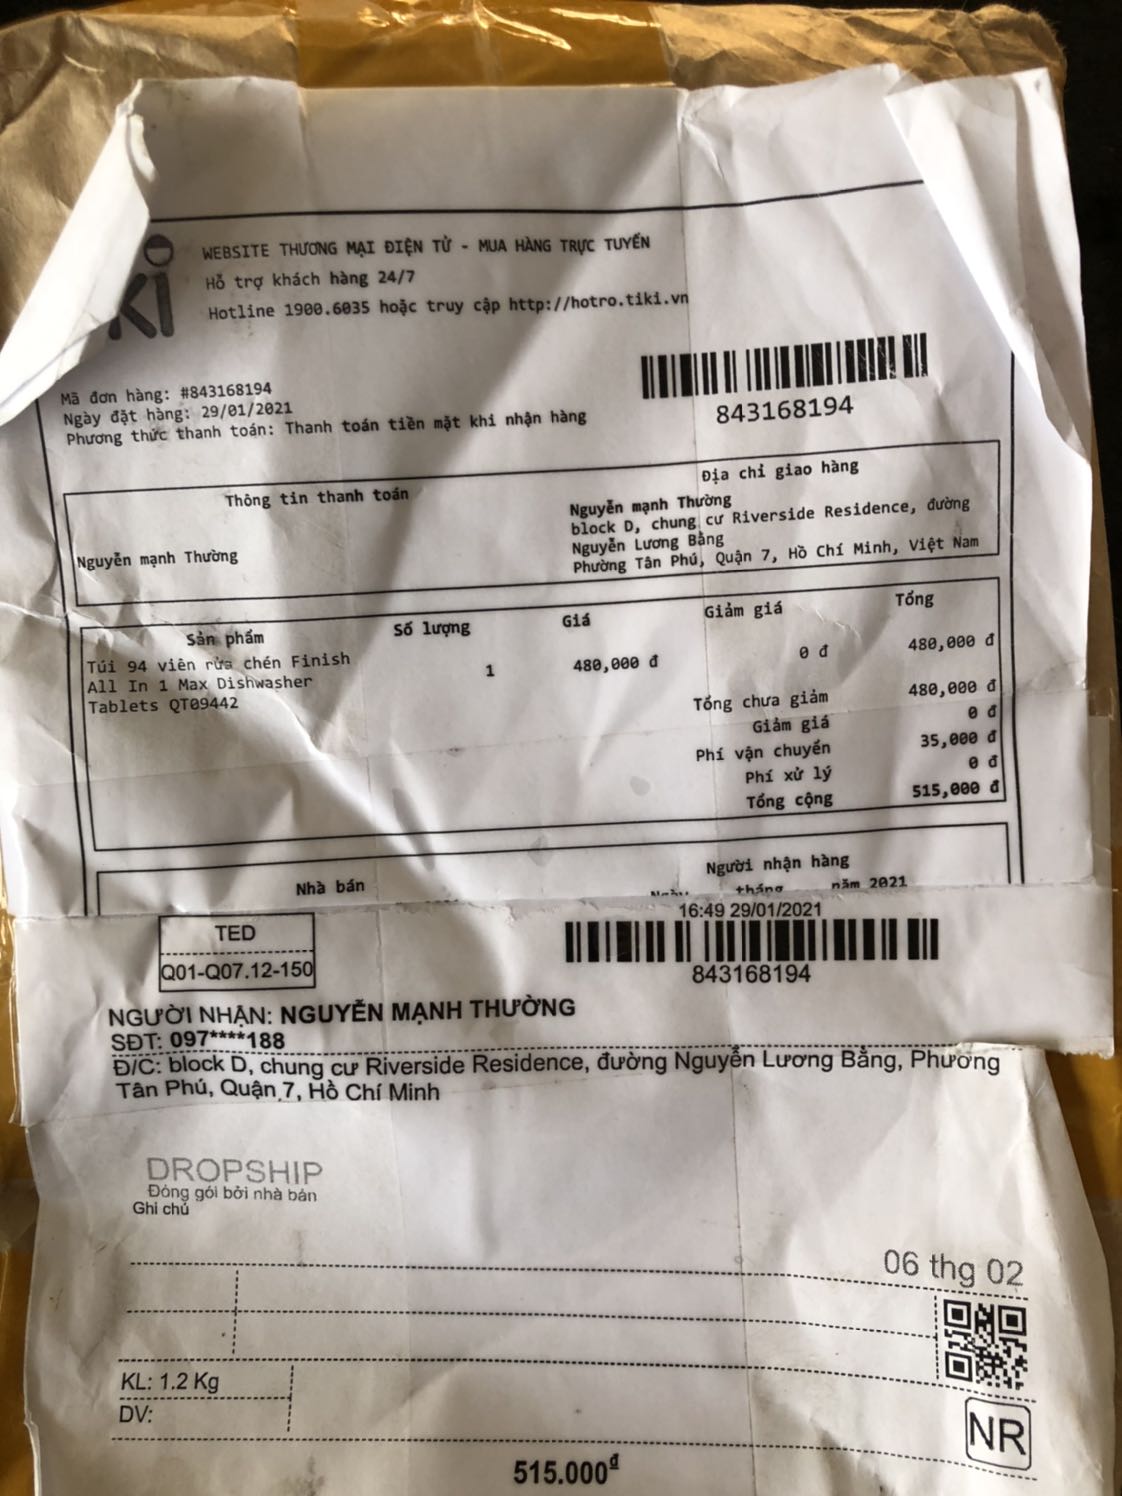 KI
WEBSITE THƯƠNG MẠI ĐIỆN TỬ - MUA HÀNG TRỰC TUYẾN
Hỗ trợ khách hàng 24/7
Hotline 1900.6035 hoặc truy cập http://hotro.tiki.vn
843168194
Mã đơn hàng: #843168194
Ngày đặt hàng: 29/01/2021
Phương thức thanh toán: Thanh toán tiền mặt khi nhận hàng
Thông tin thanh toán
Nguyễn mạnh Thường
Địa chỉ giao hàng
Nguyễn mạnh Thường
block D, chung cư Riverside Residence, đường
Nguyễn Lương Bằng
Phường Tân Phú, Quận 7, Hồ Chí Minh, Việt Nam
Sản phẩm Số lượng Giá Giảm giá Tổng
Túi 94 viên rửa chén Finish 1 480,000 đ 0 đ 480,000 đ
All In 1 Max Dishwasher
Tablets QT09442
Tổng chưa giảm 480,000 đ
Giảm giá 0 đ
Phí vận chuyển 35,000 đ
Phí xử lý 0 đ
Tổng cộng 515,000 đ
Nhà bán Người nhận hàng
Ngày tháng năm 2021
16:49 29/01/2021
TED
Q01-Q07.12-150
843168194
NGƯỜI NHẬN: NGUYỄN MẠNH THƯỜNG
SĐT: 097****188
Đ/C: block D, chung cư Riverside Residence, đường Nguyễn Lương Bằng, Phường
Tân Phú, Quận 7, Hồ Chí Minh
DROPSHIP
Đóng gói bởi nhà bán
Ghi chú
06 thg 02
KL: 1.2 Kg
DV:
NR
515.000đ